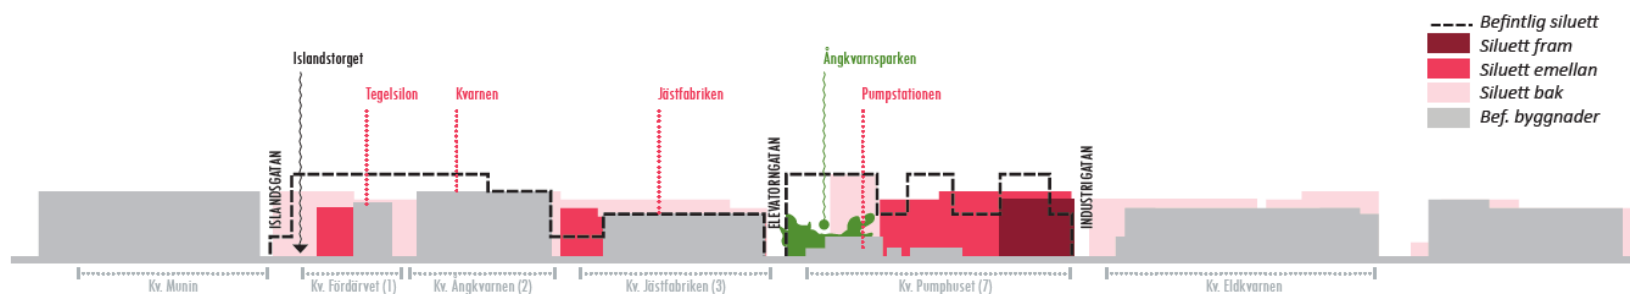 Befintlig siluett
Siluett fram
Siluett emellan
Siluett bak
Bef. byggnader
Islandstorget
Ångkvarnsparken
Tegelsilon
Kvarnen
Jästfabriken
Pumpstationen
ISLANDSGATAN
ELEVATORNGATAN
INDUSTRIGATAN
Kv. Munin
Kv. Fördärvet (1)
Kv. Ångkvarnen (2)
Kv. Jästfabriken (3)
Kv. Pumphuset (7)
Kv. Eldkvarnen